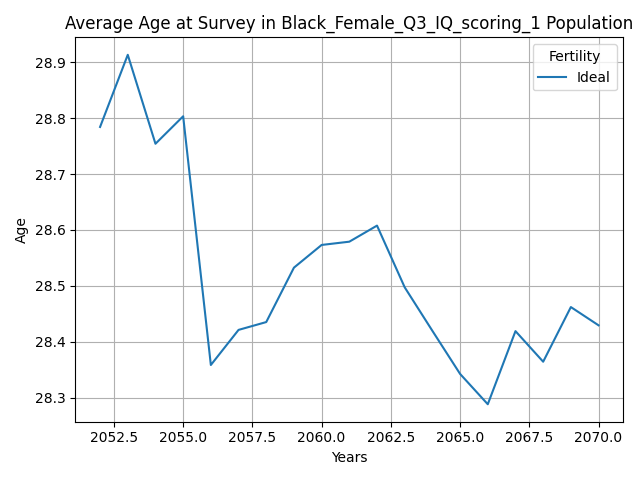 Average Age at Survey in Black_Female_Q3_IQ_scoring_1 Population
Fertility
Ideal
28.9
28.8
28.7
28.6
28.5
28.4
28.3
Age
2052.5 2055.0 2057.5 2060.0 2062.5 2065.0 2067.5 2070.0
Years